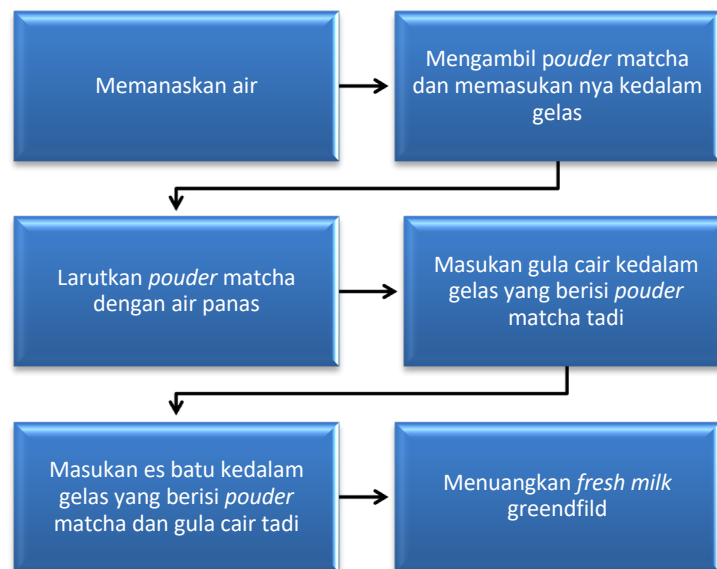 Memanaskan air
Mengambil pouder matcha
dan memasukan nya kedalam
gelas
Larutkan pouder matcha
dengan air panas
Masukan gula cair kedalam
gelas yang berisi pouder
matcha tadi
Masukan es batu kedalam
gelas yang berisi pouder
matcha dan gula cair tadi
Menuangkan fresh milk
greendfild